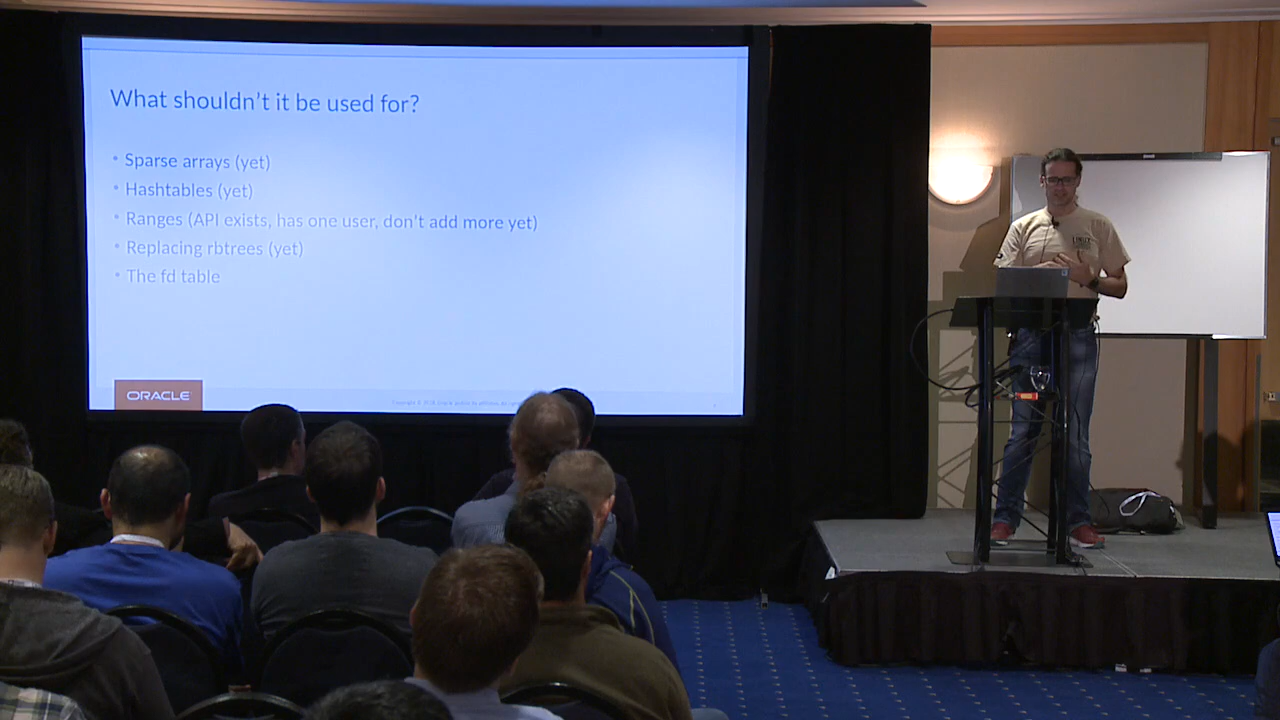 What shouldn't it be used for?
• Sparse arrays (yet)
• Hashtables (yet)
• Ranges (API exists, has one user, don't add more yet)
• Replacing rbtrees (yet)
• The fd table
ORACLE